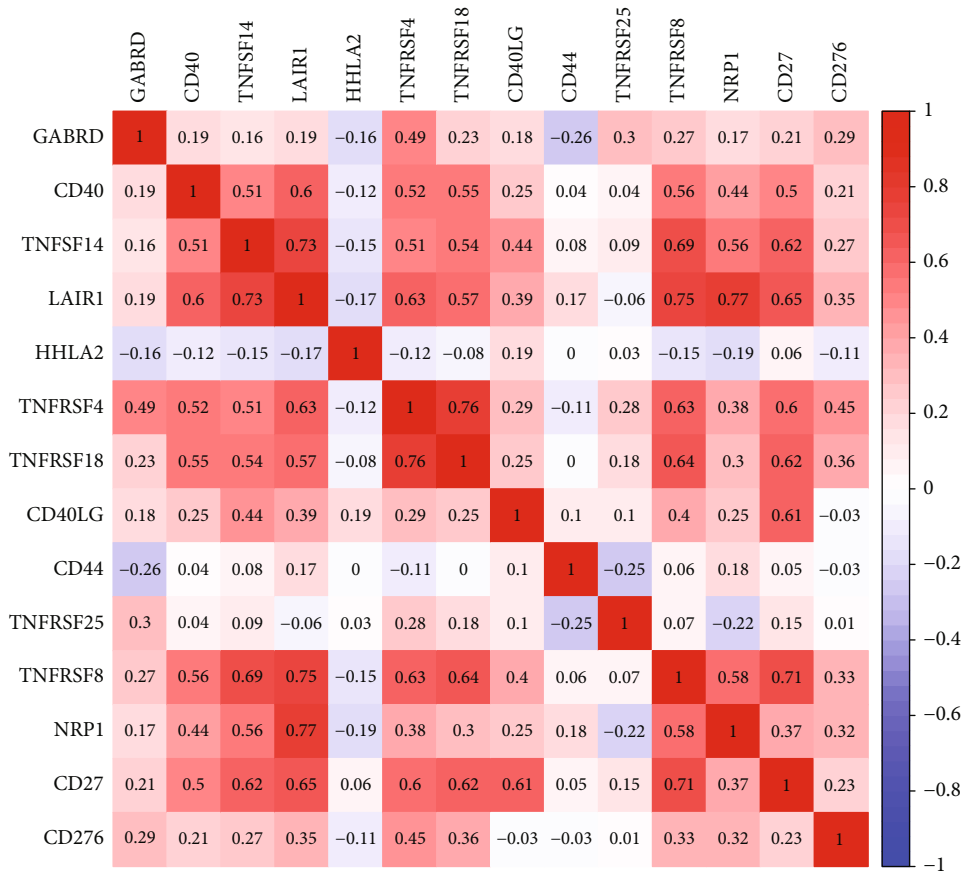 GABRD CD40 TNFSF14 LAIR1 HHLA2 TNFRSF4 TNFRSF18 CD40LG CD44 TNFRSF25 TNFRSF8 NRP1 CD27 CD276
GABRD 1 0.19 0.16 0.19 −0.16 0.49 0.23 0.18 −0.26 0.3 0.27 0.17 0.21 0.29
CD40 0.19 1 0.51 0.6 −0.12 0.52 0.55 0.25 0.04 0.04 0.56 0.44 0.5 0.21
TNFSF14 0.16 0.51 1 0.73 −0.15 0.51 0.54 0.44 0.08 0.09 0.69 0.56 0.62 0.27
LAIR1 0.19 0.6 0.73 1 −0.17 0.63 0.57 0.39 0.17 −0.06 0.75 0.77 0.65 0.35
HHLA2 −0.16 −0.12 −0.15 −0.17 1 −0.12 −0.08 0.19 0 0.03 −0.15 −0.19 0.06 −0.11
TNFRSF4 0.49 0.52 0.51 0.63 −0.12 1 0.76 0.29 −0.11 0.28 0.63 0.38 0.6 0.45
TNFRSF18 0.23 0.55 0.54 0.57 −0.08 0.76 1 0.25 0 0.18 0.64 0.3 0.62 0.36
CD40LG 0.18 0.25 0.44 0.39 0.19 0.29 0.25 1 0.1 0.1 0.4 0.25 0.61 −0.03
CD44 −0.26 0.04 0.08 0.17 0 −0.11 0 0.1 1 −0.25 0.06 0.18 0.05 −0.03
TNFRSF25 0.3 0.04 0.09 −0.06 0.03 0.28 0.18 0.1 −0.25 1 0.07 −0.22 0.15 0.01
TNFRSF8 0.27 0.56 0.69 0.75 −0.15 0.63 0.64 0.4 0.06 0.07 1 0.58 0.71 0.33
NRP1 0.17 0.44 0.56 0.77 −0.19 0.38 0.3 0.25 0.18 −0.22 0.58 1 0.37 0.32
CD27 0.21 0.5 0.62 0.65 0.06 0.6 0.62 0.61 0.05 0.15 0.71 0.37 1 0.23
CD276 0.29 0.21 0.27 0.35 −0.11 0.45 0.36 −0.03 −0.03 0.01 0.33 0.32 0.23 1
1
0.8
0.6
0.4
0.2
0
−0.2
−0.4
−0.6
−0.8
−1